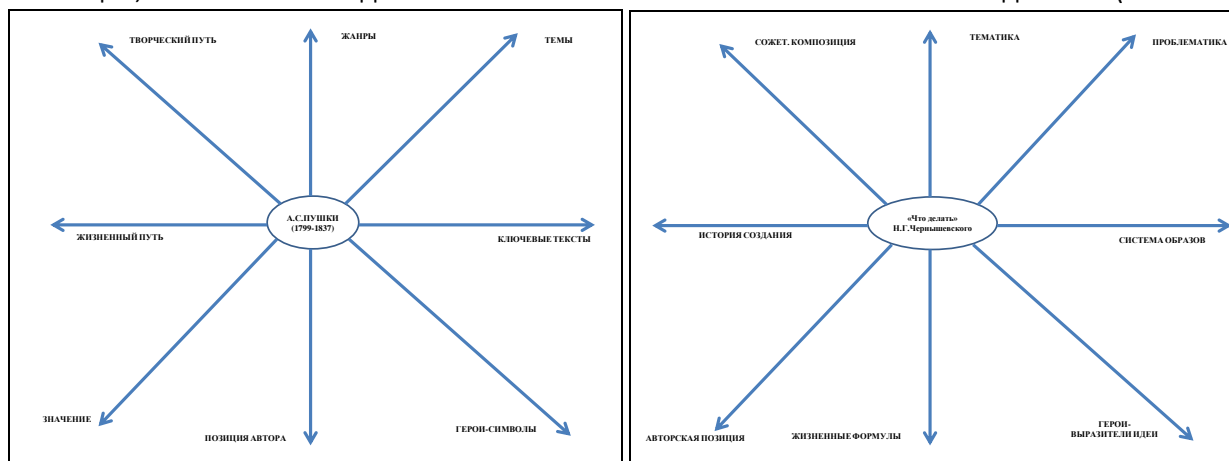 ТВОРЧЕСКИЙ ПУТЬ
ЖАНРЫ
ТЕМЫ
А.С.ПУШКИ
(1799-1837)
ЖИЗНЕННЫЙ ПУТЬ
КЛЮЧЕВЫЕ ТЕКСТЫ
ЗНАЧЕНИЕ
ПОЗИЦИЯ АВТОРА
ГЕРОИ-СИМВОЛЫ
СЮЖЕТ. КОМПОЗИЦИЯ
ТЕМАТИКА
ПРОБЛЕМАТИКА
«Что делать»
Н.Г.Чернышевского
ИСТОРИЯ СОЗДАНИЯ
СИСТЕМА ОБРАЗОВ
АВТОРСКАЯ ПОЗИЦИЯ
ЖИЗНЕННЫЕ ФОРМУЛЫ
ГЕРОИ-
ВЫРАЗИТЕЛИ ИДЕИ